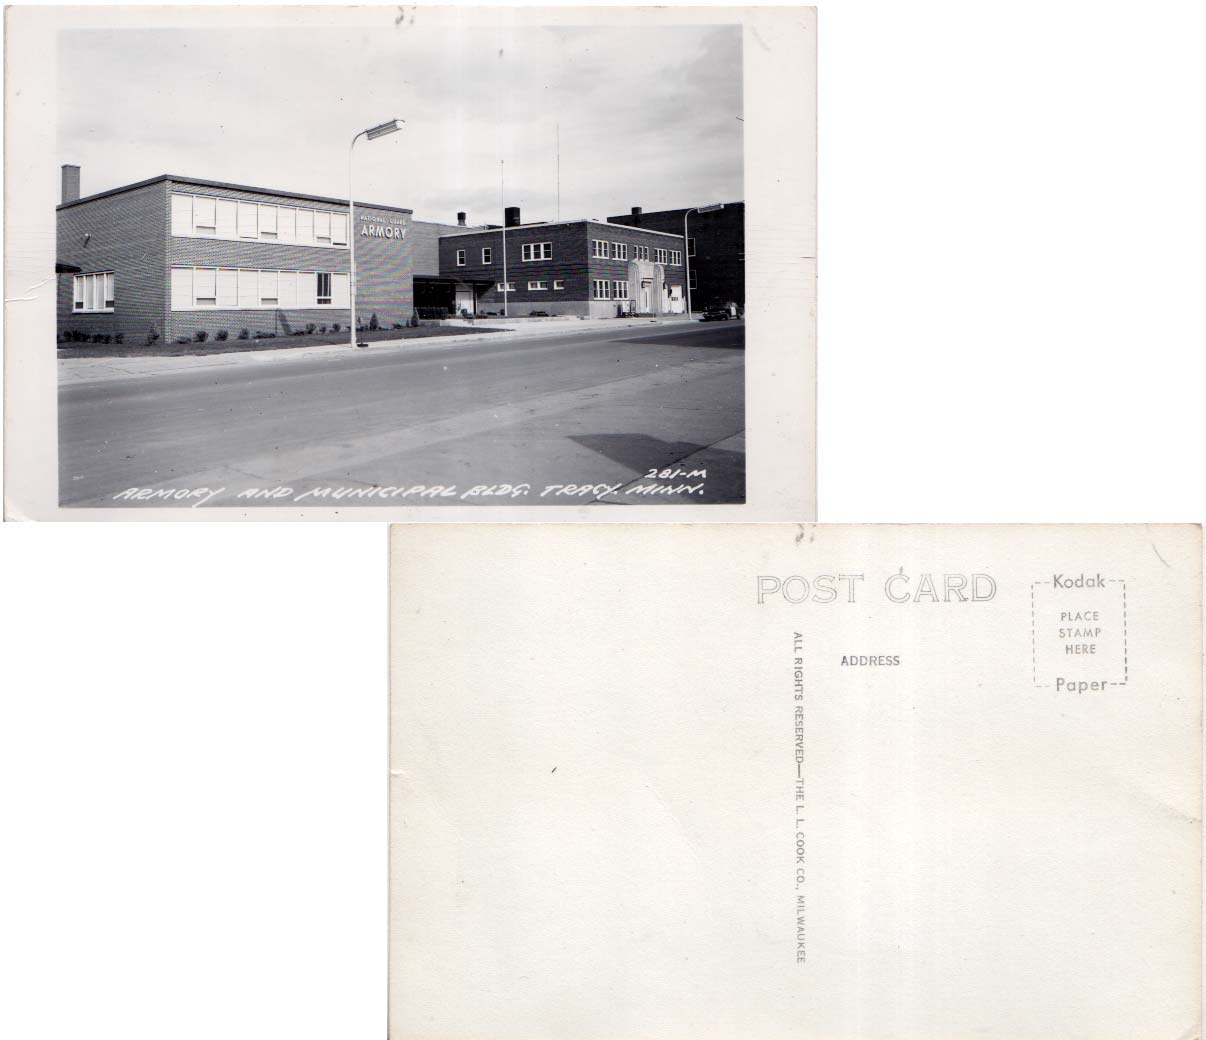 NATIONAL GUARD
ARMORY
281-M
ARMORY AND MUNICIPAL BLDG. TRACY. MINN.
POST CARD
Kodak
PLACE
STAMP
HERE
Paper
ADDRESS
ALL RIGHTS RESERVED—THE L. L. COOK CO., MILWAUKEE